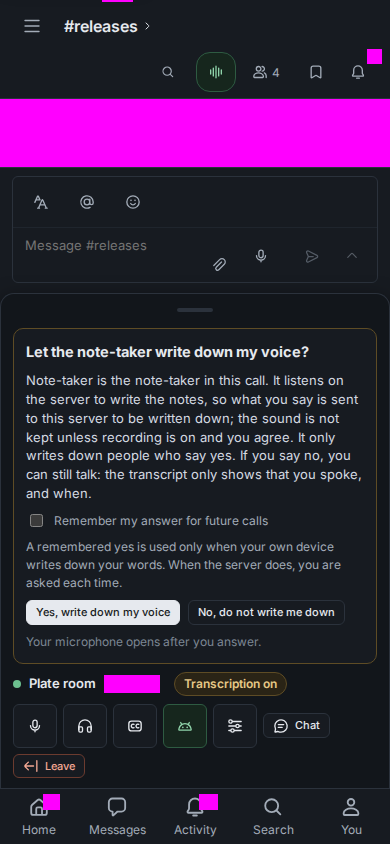 #releases
4
Message #releases
Let the note-taker write down my voice?
Note-taker is the note-taker in this call. It listens on
the server to write the notes, so what you say is sent
to this server to be written down; the sound is not
kept unless recording is on and you agree. It only
writes down people who say yes. If you say no, you
can still talk: the transcript only shows that you spoke,
and when.
Remember my answer for future calls
A remembered yes is used only when your own device
writes down your words. When the server does, you are
asked each time.
Yes, write down my voice No, do not write me down
Your microphone opens after you answer.
Plate room Transcription on
CC Chat
Leave
Home Messages Activity Search You